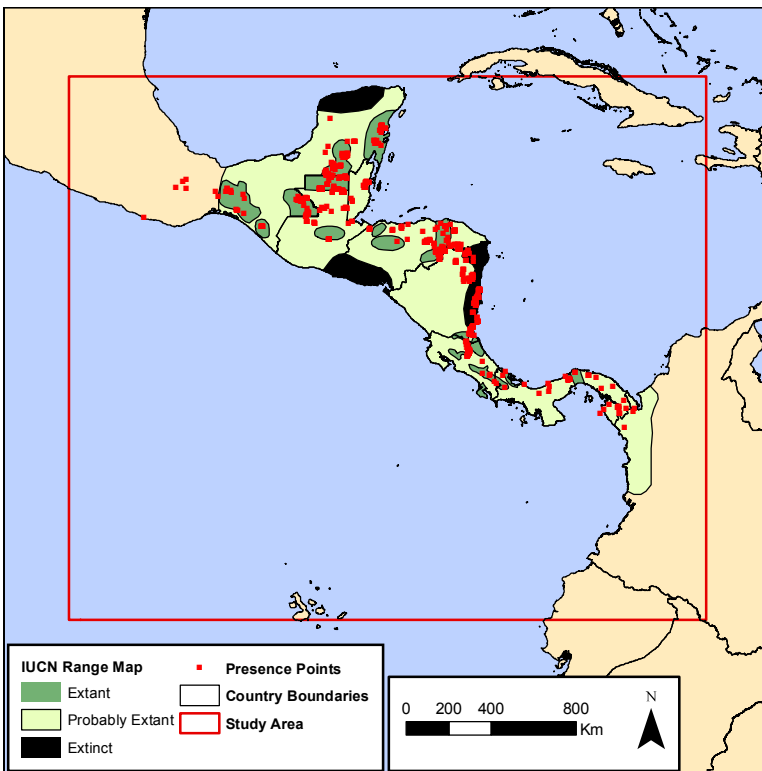 IUCN Range Map
Extant
Probably Extant
Extinct
Presence Points
Country Boundaries
Study Area
N
0 200 400 800
Km